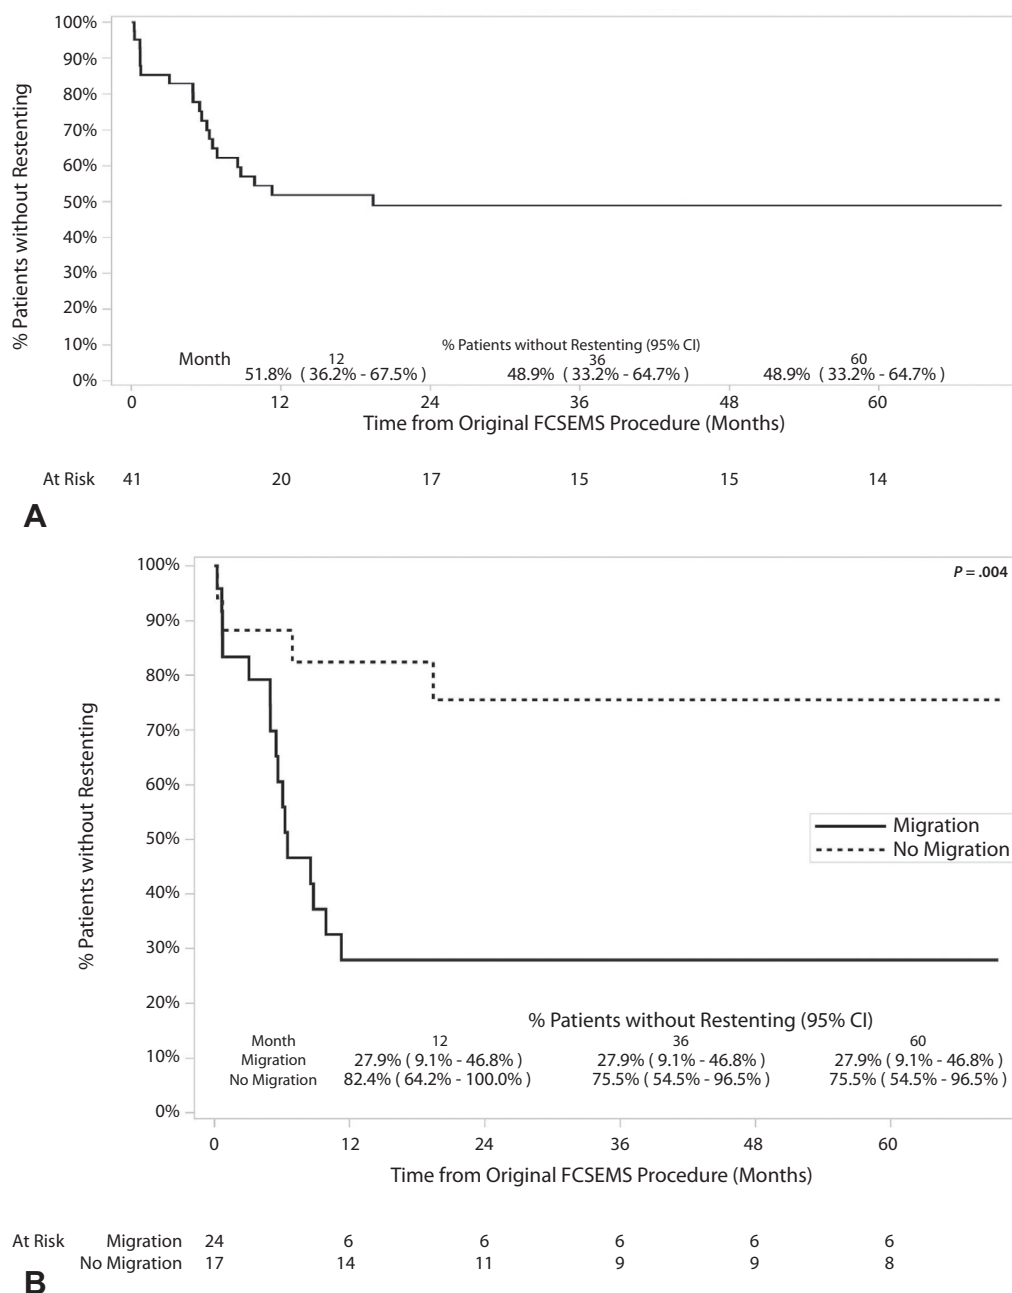 100%
90%
80%
70%
60%
50%
40%
30%
20%
10%
0%
% Patients without Restenting
% Patients without Restenting (95% CI)
Month 12 36 60
51.8% ( 36.2% - 67.5% ) 48.9% ( 33.2% - 64.7% ) 48.9% ( 33.2% - 64.7% )
0 12 24 36 48 60
Time from Original FCSEMS Procedure (Months)
At Risk 41 20 17 15 15 14
A
P = .004
100%
90%
80%
70%
60%
50%
40%
30%
20%
10%
0%
% Patients without Restenting
Migration
No Migration
% Patients without Restenting (95% CI)
Month 12 36 60
Migration 27.9% ( 9.1% - 46.8% ) 27.9% ( 9.1% - 46.8% ) 27.9% ( 9.1% - 46.8% )
No Migration 82.4% ( 64.2% - 100.0% ) 75.5% ( 54.5% - 96.5% ) 75.5% ( 54.5% - 96.5% )
0 12 24 36 48 60
Time from Original FCSEMS Procedure (Months)
At Risk Migration 24 6 6 6 6 6
No Migration 17 14 11 9 9 8
B